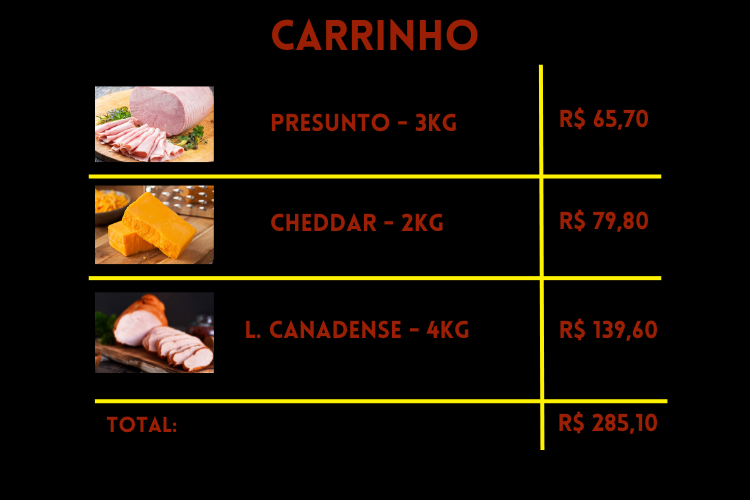 CARRINHO
PRESUNTO - 3KG R$ 65,70
CHEDDAR - 2KG R$ 79,80
L. CANADENSE - 4KG R$ 139,60
TOTAL: R$ 285,10